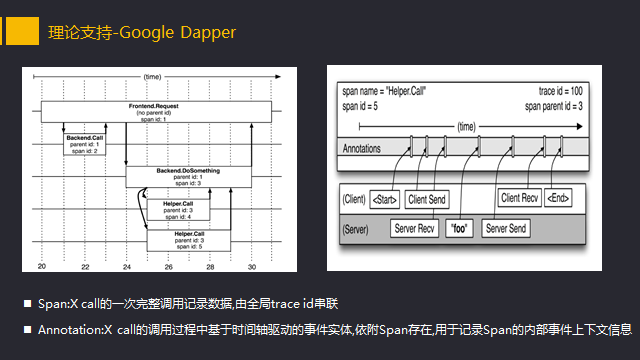 理论支持-Google Dapper
(time)
Frontend.Request
(no parent id)
span id: 1
Backend.Call
parent id: 1
span id: 2
Backend.DoSomething
parent id: 1
span id: 3
Helper.Call
parent id: 3
span id: 4
Helper.Call
parent id: 3
span id: 5
20 22 24 26 28 30
span name = "Helper.Call" trace id = 100
span id = 5 span parent id = 3
(time)
Annotations
(Client) <Start> Client Send Client Recv <End>
(Server) Server Recv "foo" Server Send
Span:X call的一次完整调用记录数据,由全局trace id串联
Annotation:X call的调用过程中基于时间轴驱动的事件实体,依附Span存在,用于记录Span的内部事件上下文信息